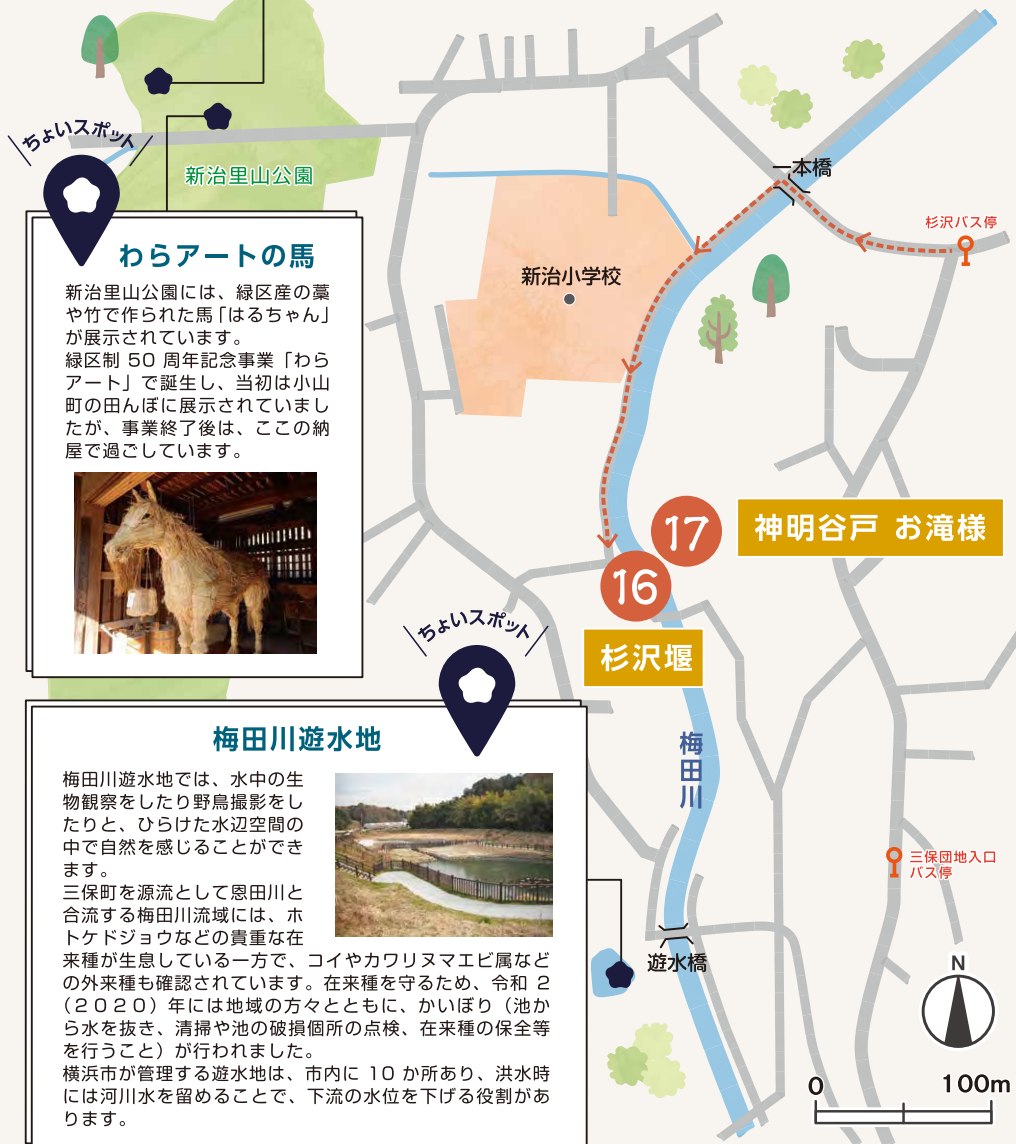 一本橋
杉沢バス停
ちょいスポット
新治里山公園
わらアートの馬
新治里山公園には、緑区産の藁
や竹で作られた馬「はるちゃん」
が展示されています。
緑区制 50 周年記念事業「わら
アート」で誕生し、当初は小山
町の田んぼに展示されていまし
たが、事業終了後は、ここの納
屋で過ごしています。
新治小学校
17
神明谷戸 お滝様
16
杉沢堰
ちょいスポット
梅田川遊水地
梅田川遊水地では、水中の生
物観察をしたり野鳥撮影をし
たりと、ひらけた水辺空間の
中で自然を感じることができ
ます。
三保町を源流として恩田川と
合流する梅田川流域には、ホ
トケドジョウなどの貴重な在
来種が生息している一方で、コイやカワリヌマエビ属など
の外来種も確認されています。在来種を守るため、令和 2
（２０２０）年には地域の方々とともに、かいぼり（池か
ら水を抜き、清掃や池の破損個所の点検、在来種の保全等
を行うこと）が行われました。
横浜市が管理する遊水地は、市内に 10 か所あり、洪水時
には河川水を留めることで、下流の水位を下げる役割があ
ります。
梅田川
三保団地入口
バス停
遊水橋
N
0
100m